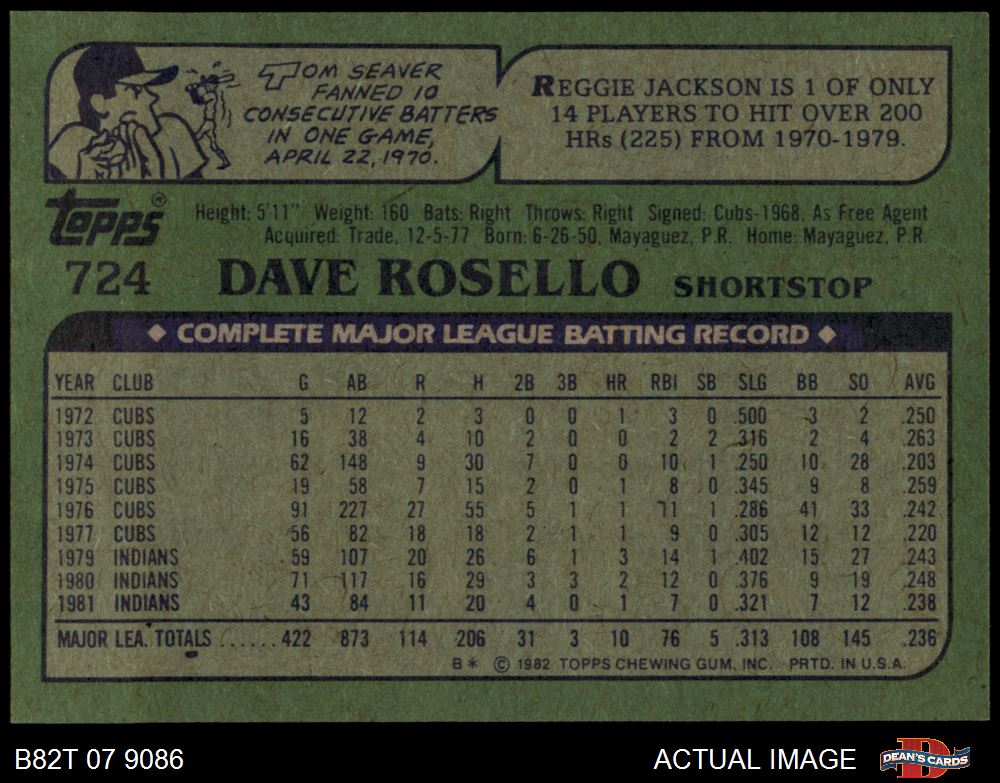 TOM SEAVER
FANNED 10
CONSECUTIVE BATTERS
IN ONE GAME,
APRIL 22, 1970.
REGGIE JACKSON IS 1 OF ONLY
14 PLAYERS TO HIT OVER 200
HRs (225) FROM 1970-1979.
TOPPS®
Height: 5'11" Weight: 160 Bats: Right Throws: Right Signed: Cubs-1968, As Free Agent
Acquired: Trade, 12-5-77 Born: 6-26-50, Mayaguez, P.R. Home: Mayaguez, P.R.
724 DAVE ROSELLO SHORTSTOP
◆ COMPLETE MAJOR LEAGUE BATTING RECORD ◆
YEAR CLUB G AB R H 2B 3B HR RBI SB SLG BB SO AVG
1972 CUBS 5 12 2 3 0 0 1 3 0 .500 3 2 .250
1973 CUBS 16 38 4 10 2 0 0 2 2 .316 2 4 .263
1974 CUBS 62 148 9 30 7 0 0 10 1 .250 10 28 .203
1975 CUBS 19 58 7 15 2 0 1 8 0 .345 9 8 .259
1976 CUBS 91 227 27 55 5 1 1 11 1 .286 41 33 .242
1977 CUBS 56 82 18 18 2 1 1 9 0 .305 12 12 .220
1979 INDIANS 59 107 20 26 6 1 3 14 1 .402 15 27 .243
1980 INDIANS 71 117 16 29 3 3 2 12 0 .376 9 19 .248
1981 INDIANS 43 84 11 20 4 0 1 7 0 .321 7 12 .238
MAJOR LEA. TOTALS ...... 422 873 114 206 31 3 10 76 5 .313 108 145 .236
B* © 1982 TOPPS CHEWING GUM, INC. PRTD. IN U.S.A.
B82T 07 9086
ACTUAL IMAGE
DEAN'S CARDS